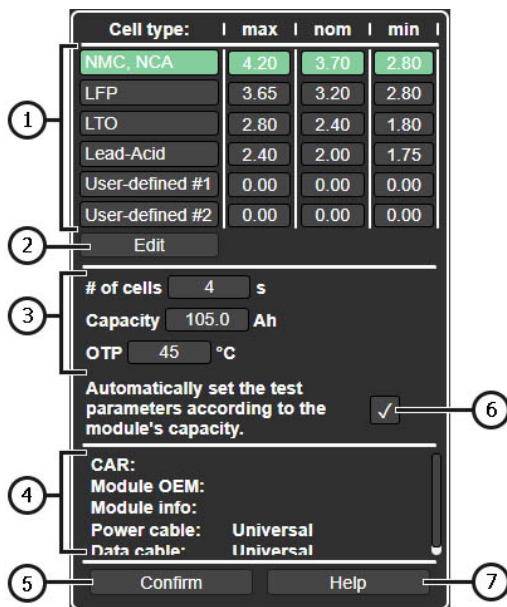 Cell type: max nom min
NMC, NCA 4.20 3.70 2.80
LFP 3.65 3.20 2.80
LTO 2.80 2.40 1.80
Lead-Acid 2.40 2.00 1.75
User-defined #1 0.00 0.00 0.00
User-defined #2 0.00 0.00 0.00
Edit
# of cells 4 s
Capacity 105.0 Ah
OTP 45 °C
Automatically set the test
parameters according to the
module's capacity.
✓
CAR:
Module OEM:
Module info:
Power cable: Universal
Data cable: Universal
Confirm Help
1
2
3
4
5
6
7